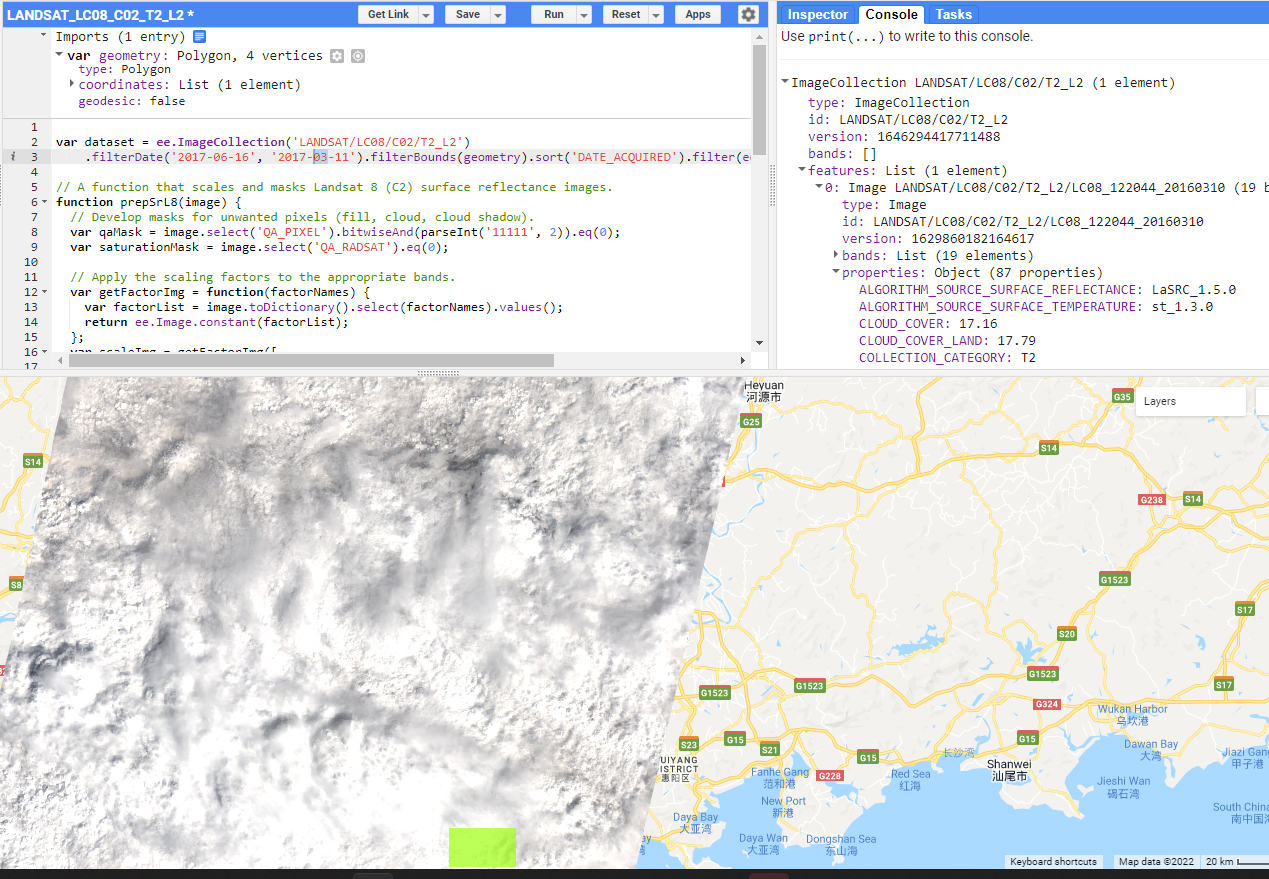 LANDSAT_LC08_C02_T2_L2 *
Get Link
Save
Run
Reset
Apps
Imports (1 entry)
var geometry: Polygon, 4 vertices
type: Polygon
coordinates: List (1 element)
geodesic: false
1
2 var dataset = ee.ImageCollection('LANDSAT/LC08/C02/T2_L2')
i 3 .filterDate('2017-06-16', '2017-03-11').filterBounds(geometry).sort('DATE_ACQUIRED').filter(e
4
5 // A function that scales and masks Landsat 8 (C2) surface reflectance images.
6 function prepSrL8(image) {
7 // Develop masks for unwanted pixels (fill, cloud, cloud shadow).
8 var qaMask = image.select('QA_PIXEL').bitwiseAnd(parseInt('11111', 2)).eq(0);
9 var saturationMask = image.select('QA_RADSAT').eq(0);
10
11 // Apply the scaling factors to the appropriate bands.
12 var getFactorImg = function(factorNames) {
13 var factorList = image.toDictionary().select(factorNames).values();
14 return ee.Image.constant(factorList);
15 };
16 var scaleImg = getFactorImg([
17
Inspector
Console
Tasks
Use print(...) to write to this console.
ImageCollection LANDSAT/LC08/C02/T2_L2 (1 element)
type: ImageCollection
id: LANDSAT/LC08/C02/T2_L2
version: 1646294417711488
bands: []
features: List (1 element)
0: Image LANDSAT/LC08/C02/T2_L2/LC08_122044_20160310 (19 b
type: Image
id: LANDSAT/LC08/C02/T2_L2/LC08_122044_20160310
version: 1629860182164617
bands: List (19 elements)
properties: Object (87 properties)
ALGORITHM_SOURCE_SURFACE_REFLECTANCE: LaSRC_1.5.0
ALGORITHM_SOURCE_SURFACE_TEMPERATURE: st_1.3.0
CLOUD_COVER: 17.16
CLOUD_COVER_LAND: 17.79
COLLECTION_CATEGORY: T2
Heyuan
河源市
G35
Layers
G25
S14
S14
G238
S14
S8
G1523
S17
S20
G1523
G1523
G1523
S17
G324
Wukan Harbor
乌坎港
S23
G15
S21
G15
G15
Dawan Bay
大湾
Jiazi Gang
甲子港
长沙湾
UIYANG
ISTRICT
惠阳区
Fanhe Gang
范和港
G228
Red Sea
红海
Shanwei
汕尾市
Jieshi Wan
碣石湾
New Port
新港
Daya Bay
大亚湾
South China
南中国海
ay
湾
Daya Wan
大亚湾
Dongshan Sea
东山海
Keyboard shortcuts
Map data ©2022
20 km